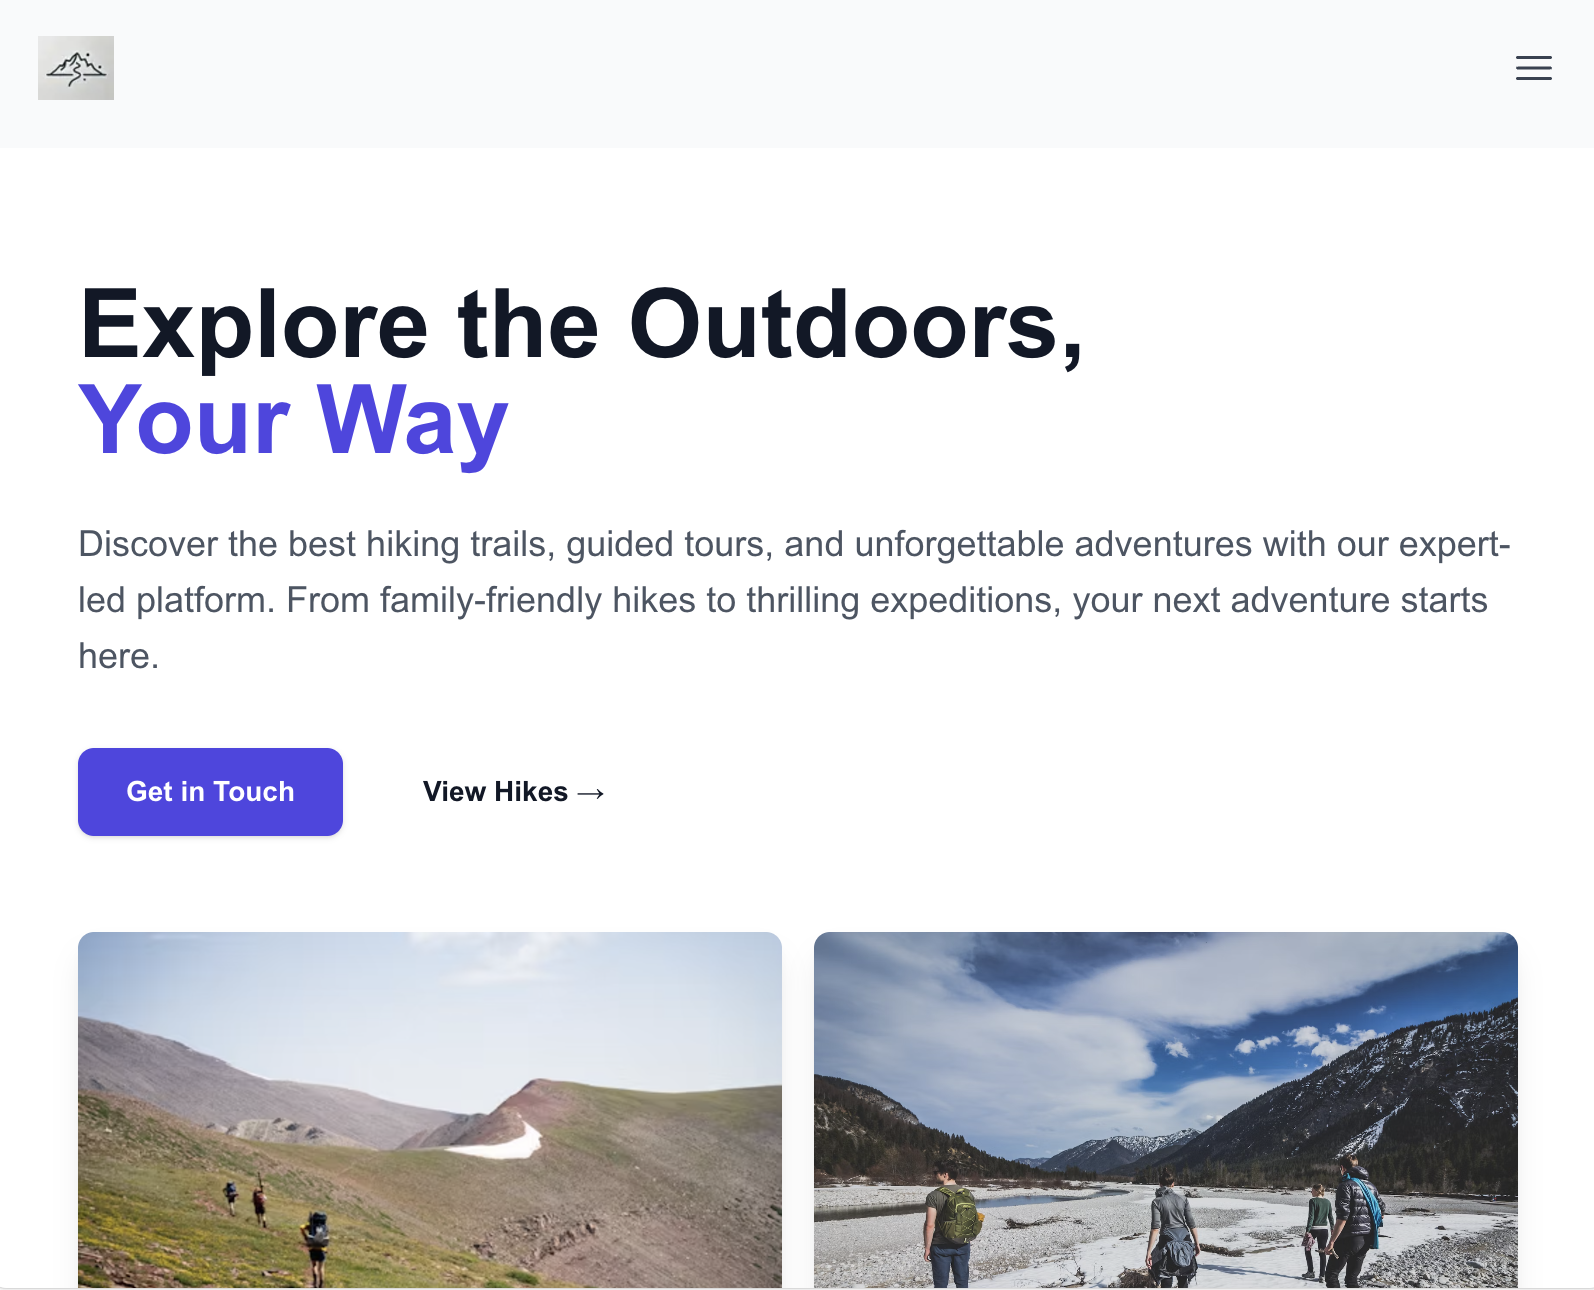 Explore the Outdoors,
Your Way
Discover the best hiking trails, guided tours, and unforgettable adventures with our expert-
led platform. From family-friendly hikes to thrilling expeditions, your next adventure starts
here.
Get in Touch
View Hikes →